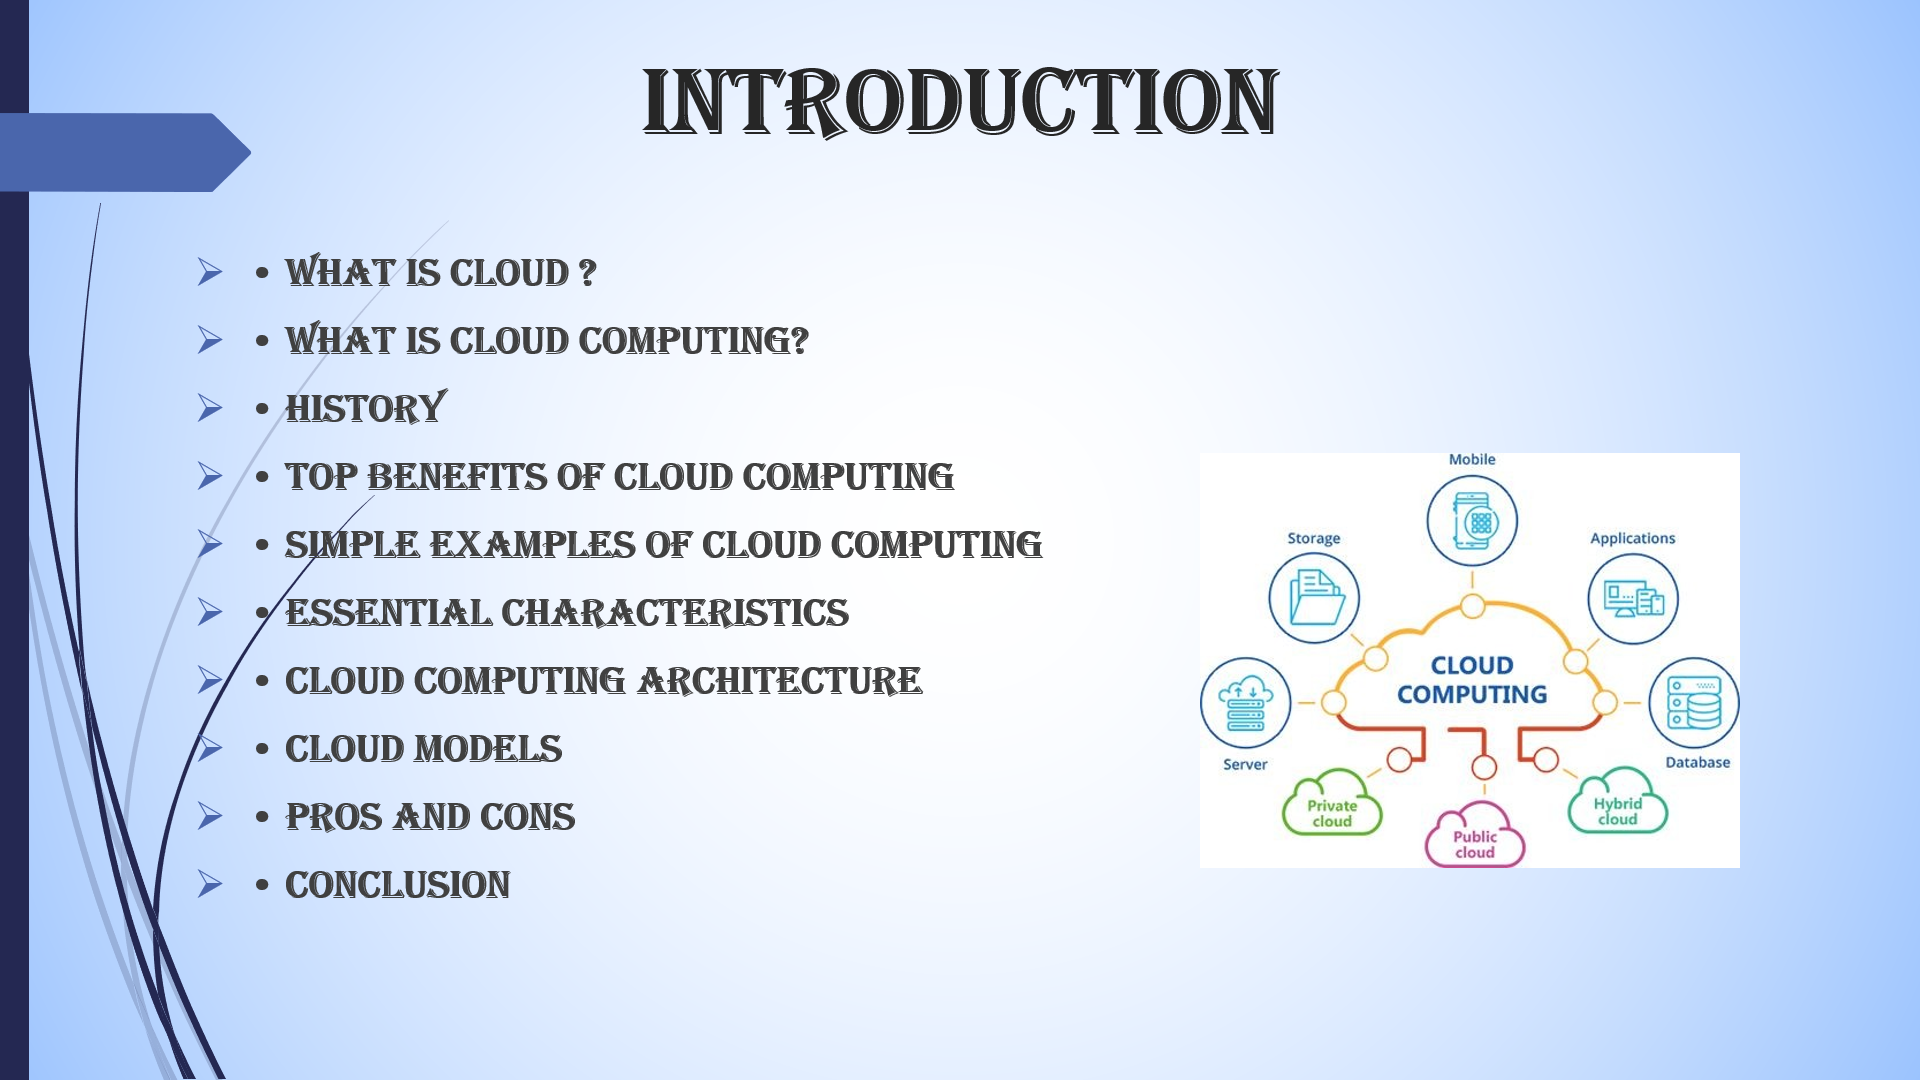 INTRODUCTION
➢ • WHAT IS CLOUD ?
➢ • WHAT IS CLOUD COMPUTING?
➢ • HISTORY
➢ • TOP BENEFITS OF CLOUD COMPUTING
➢ • SIMPLE EXAMPLES OF CLOUD COMPUTING
➢ • ESSENTIAL CHARACTERISTICS
➢ • CLOUD COMPUTING ARCHITECTURE
➢ • CLOUD MODELS
➢ • PROS AND CONS
➢ • CONCLUSION
Mobile
Storage
Applications
CLOUD
COMPUTING
Server
Database
Private
cloud
Public
cloud
Hybrid
cloud